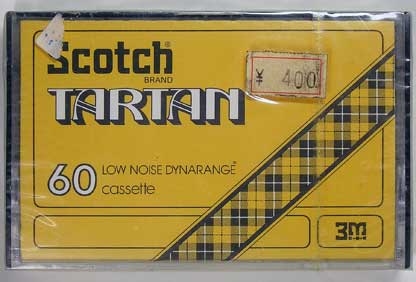 Scotch®
BRAND
¥ 400
TARTAN
60 LOW NOISE DYNARANGE®
cassette
3M